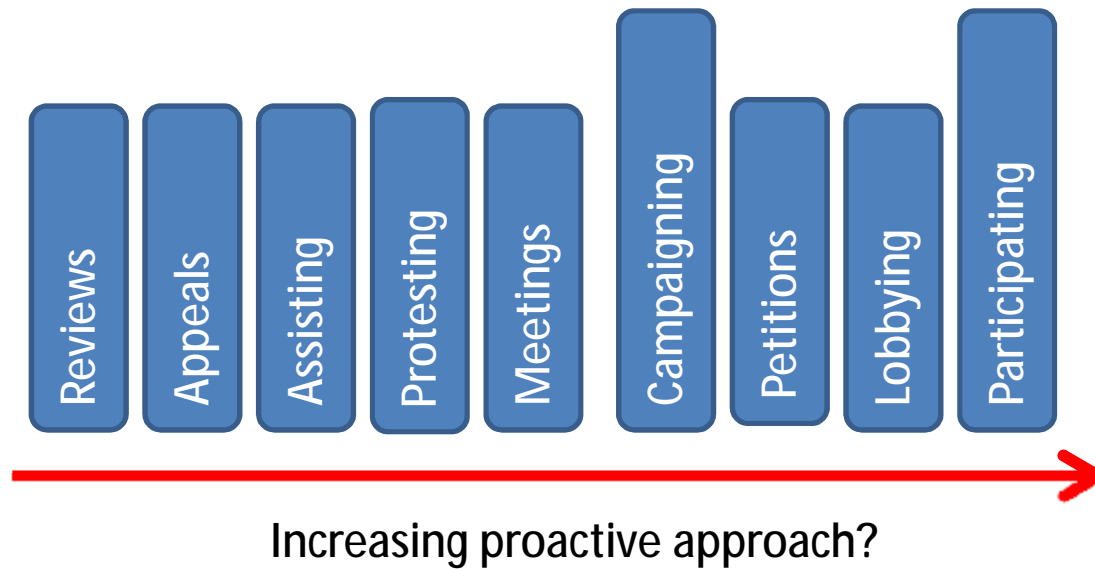 Reviews
Appeals
Assisting
Protesting
Meetings
Campaigning
Petitions
Lobbying
Participating
Increasing proactive approach?